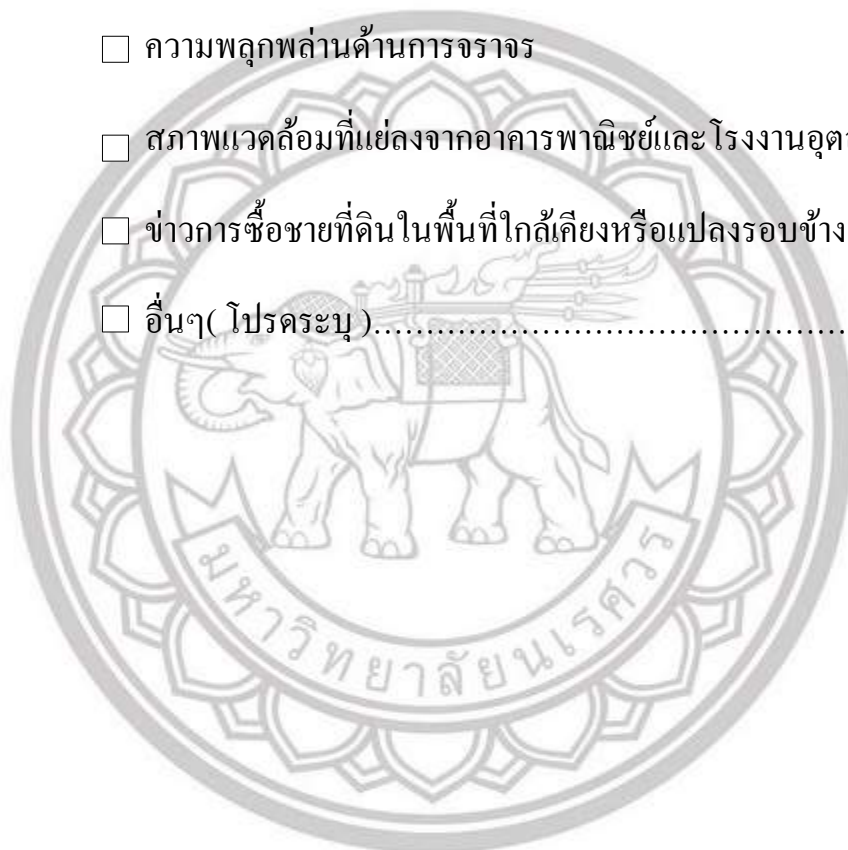 ☐ ความพลุกพล่านด้านการจราจร
☐ สภาพแวดล้อมที่แย่ลงจากอาคารพาณิชย์และโรงงาน
☐ ข่าวการซื้อขายที่ดินในพื้นที่ใกล้เคียงหรือแปลงรอบข้าง
☐ อื่นๆ( โปรดระบุ )............................................
มหาวิทยาลัยนเรศวร